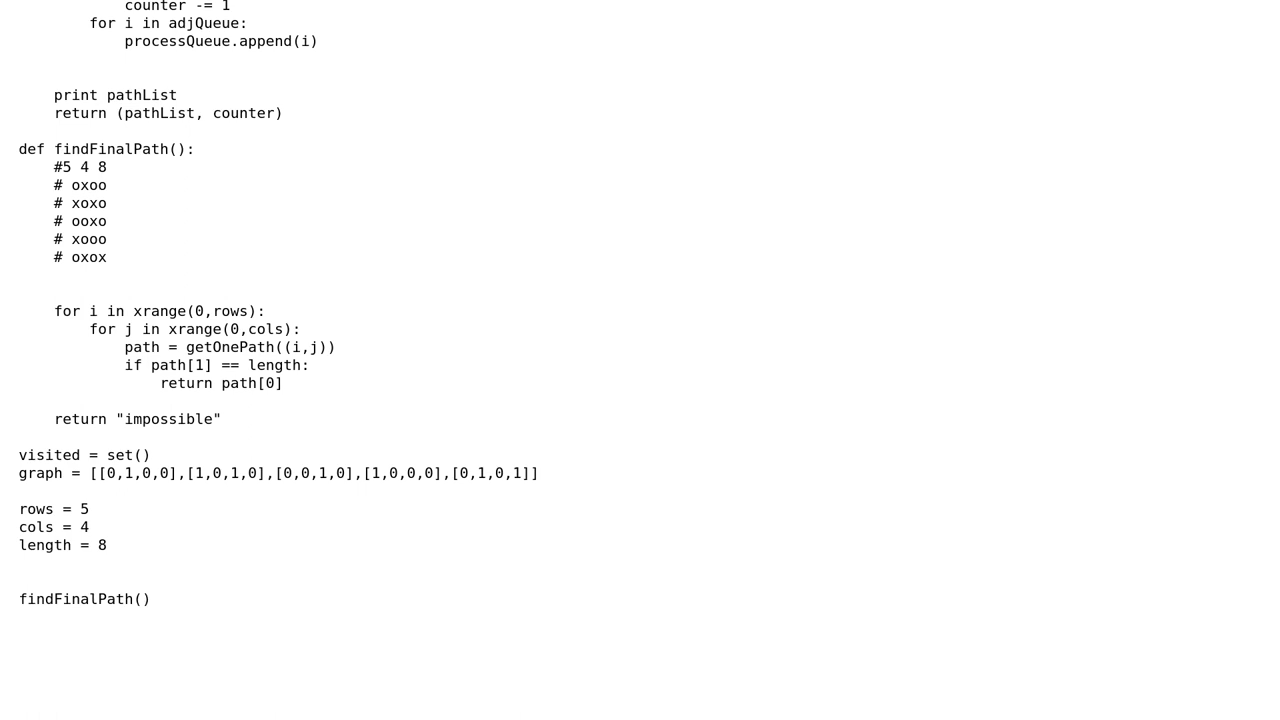 counter -= 1
        for i in adjQueue:
            processQueue.append(i)


    print pathList
    return (pathList, counter)

def findFinalPath():
    #5 4 8
    # oxoo
    # xoxo
    # ooxo
    # xooo
    # oxox


    for i in xrange(0,rows):
        for j in xrange(0,cols):
            path = getOnePath((i,j))
            if path[1] == length:
                return path[0]

    return "impossible"

visited = set()
graph = [[0,1,0,0],[1,0,1,0],[0,0,1,0],[1,0,0,0],[0,1,0,1]]

rows = 5
cols = 4
length = 8


findFinalPath()